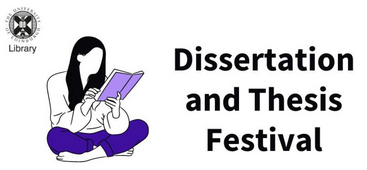 Library
Dissertation
and Thesis
Festival